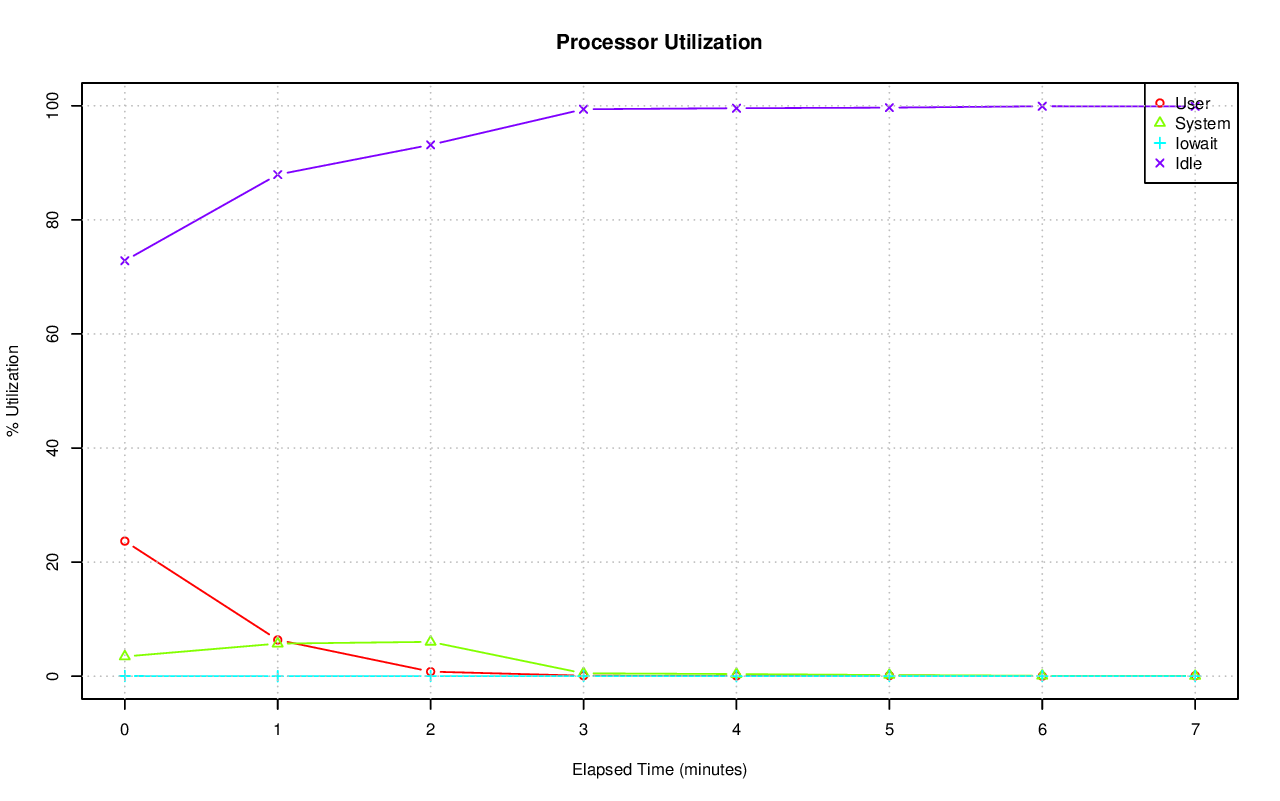 Processor Utilization
% Utilization
100
80
60
40
20
0
User
System
Iowait
Idle
0 1 2 3 4 5 6 7
Elapsed Time (minutes)